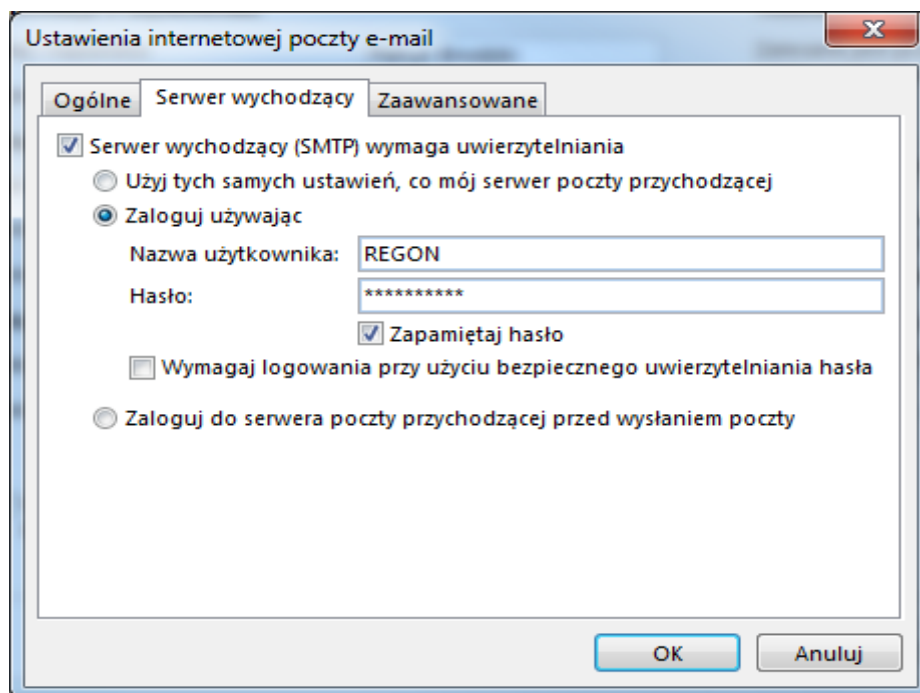 Ustawienia internetowej poczty e-mail
Ogólne Serwer wychodzący Zaawansowane
Serwer wychodzący (SMTP) wymaga uwierzytelniania
Użyj tych samych ustawień, co mój serwer poczty przychodzącej
Zaloguj używając
Nazwa użytkownika: REGON
Hasło: **********
Zapamiętaj hasło
Wymagaj logowania przy użyciu bezpiecznego uwierzytelniania hasła
Zaloguj do serwera poczty przychodzącej przed wysłaniem poczty
OK Anuluj